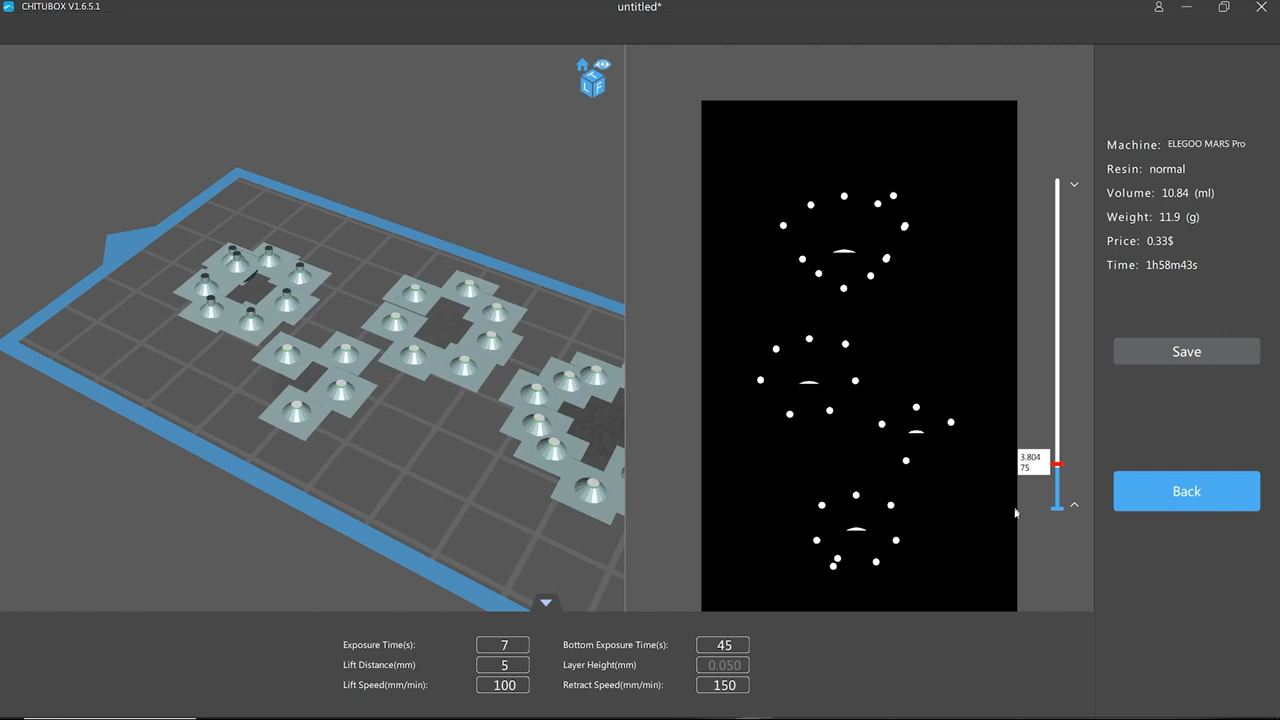 CHITUBOX V1.6.5.1
untitled*
L
F
T
Machine: ELEGOO MARS Pro
Resin: normal
Volume: 10.84 (ml)
Weight: 11.9 (g)
Price: 0.33$
Time: 1h58m43s
Save
3.804
75
Back
Exposure Time(s): 7
Bottom Exposure Time(s): 45
Lift Distance(mm) 5
Layer Height(mm) 0.050
Lift Speed(mm/min): 100
Retract Speed(mm/min): 150